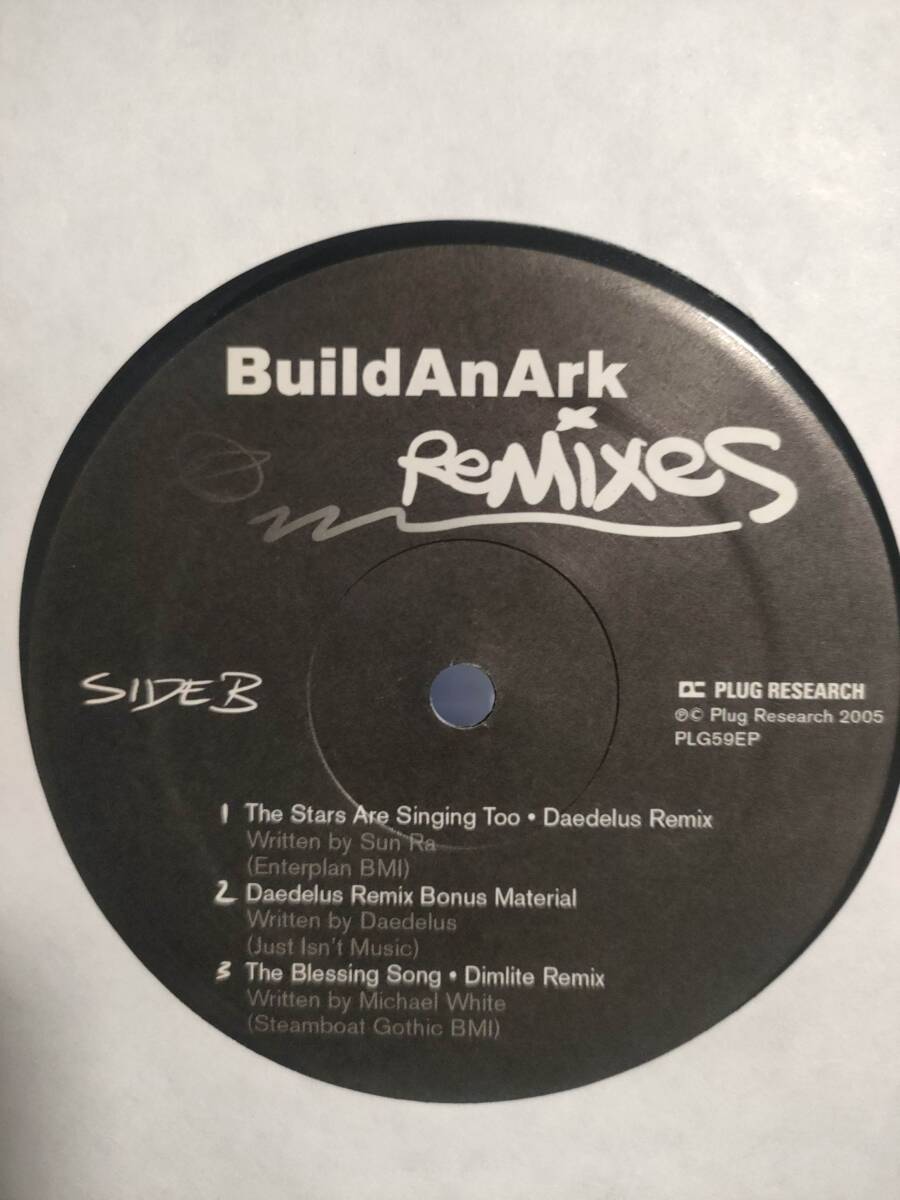 BuildAnArk
Remixes
SIDE B
PLUG RESEARCH
℗© Plug Research 2005
PLG59EP
1 The Stars Are Singing Too • Daedelus Remix
Written by Sun Ra
(Enterplan BMI)
2 Daedelus Remix Bonus Material
Written by Daedelus
(Just Isn't Music)
3 The Blessing Song • Dimlite Remix
Written by Michael White
(Steamboat Gothic BMI)